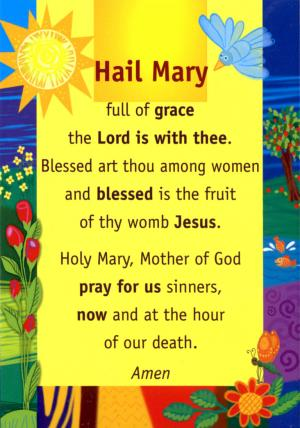 Hail Mary
full of grace
the Lord is with thee.
Blessed art thou among women
and blessed is the fruit
of thy womb Jesus.
Holy Mary, Mother of God
pray for us sinners,
now and at the hour
of our death.
Amen